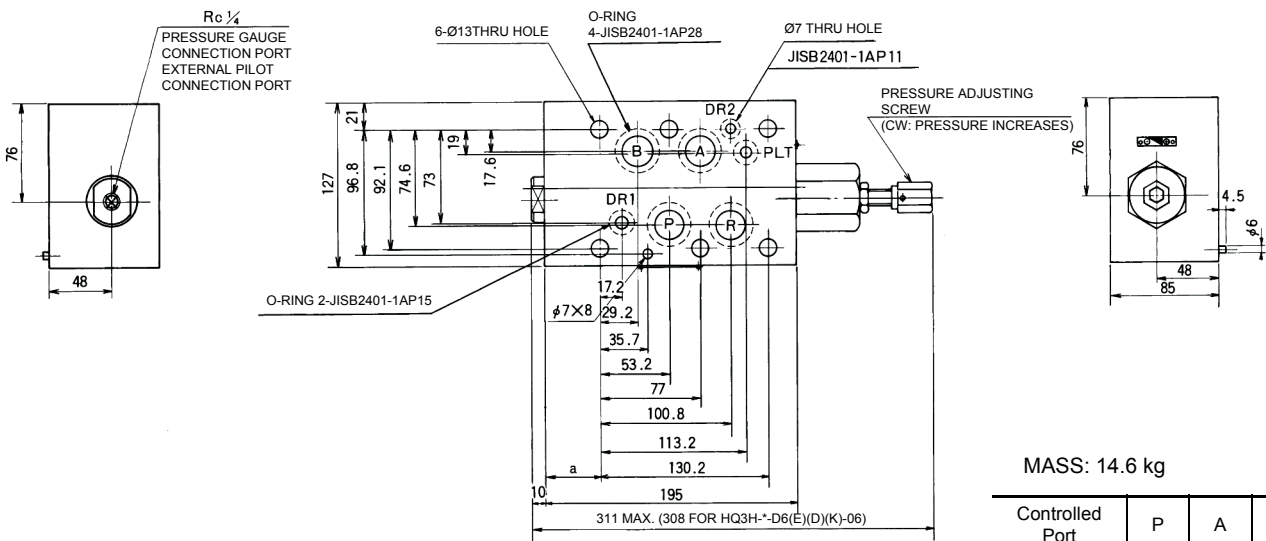 Rc 1/4
PRESSURE GAUGE
CONNECTION PORT
EXTERNAL PILOT
CONNECTION PORT
76
48
6-Ø13THRU HOLE
O-RING
4-JISB2401-1AP28
Ø7 THRU HOLE
JISB2401-1AP11
PRESSURE ADJUSTING
SCREW
(CW: PRESSURE INCREASES)
127
21
96.8
92.1
74.6
73
19
17.6
DR2
B
A
PLT
DR1
P
R
O-RING 2-JISB2401-1AP15
φ7×8
17.2
29.2
35.7
53.2
77
100.8
113.2
a
130.2
10
195
311 MAX. (308 FOR HQ3H-*-D6(E)(D)(K)-06)
76
4.5
φ6
48
85
MASS: 14.6 kg
Controlled
Port
P
A